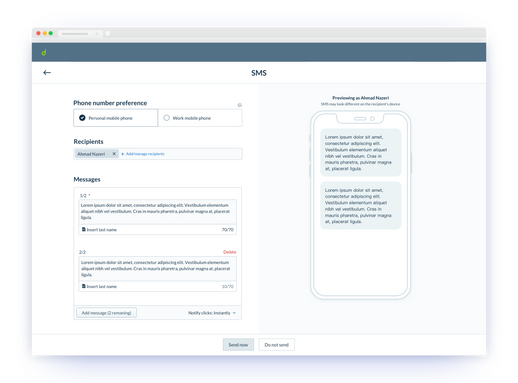 SMS
Phone number preference
Personal mobile phone
Work mobile phone
Recipients
Ahmad Nazeri ×
+ Add/manage recipients
Messages
1/2 *
Lorem ipsum dolor sit amet, consectetur adipiscing elit. Vestibulum elementum
aliquet nibh vel vestibulum. Cras in mauris pharetra, pulvinar magna at, placerat
ligula.
Insert last name
70/70
2/2
Delete
Lorem ipsum dolor sit amet, consectetur adipiscing elit. Vestibulum elementum
aliquet nibh vel vestibulum. Cras in mauris pharetra, pulvinar magna at, placerat
ligula.
Insert last name
10/70
Add message (2 remaining)
Notify clicks: Instantly
Previewing as Ahmad Nazeri
SMS may look different on the recipient's device
Lorem ipsum dolor sit amet,
consectetur adipiscing elit.
Vestibulum elementum aliquet
nibh vel vestibulum. Cras in
mauris pharetra, pulvinar magna
at, placerat ligula.
Lorem ipsum dolor sit amet,
consectetur adipiscing elit.
Vestibulum elementum aliquet
nibh vel vestibulum. Cras in
mauris pharetra, pulvinar magna
at, placerat ligula.
Send now
Do not send